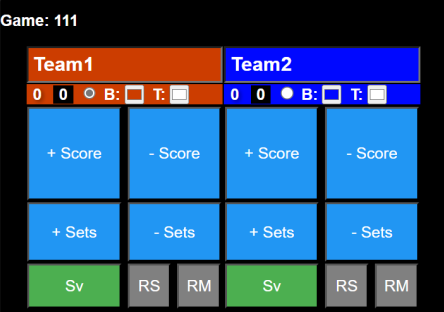 Game: 111
Team1 Team2
0 0 B: T: 0 0 B: T:
+ Score - Score + Score - Score
+ Sets - Sets + Sets - Sets
Sv RS RM Sv RS RM